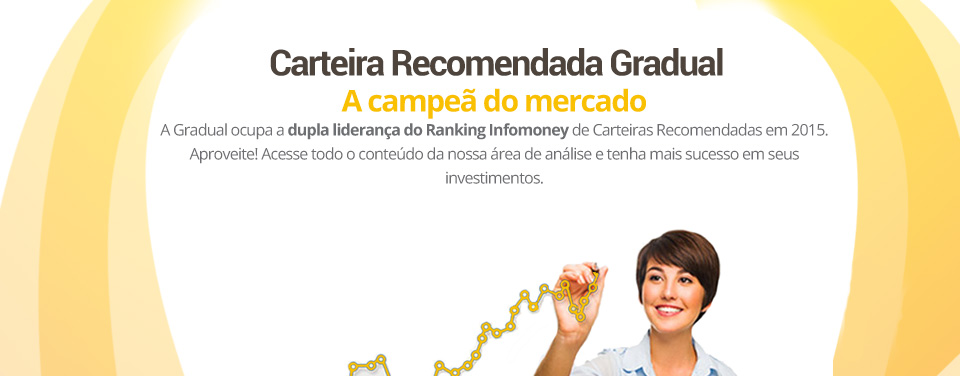 Carteira Recomendada Gradual
A campeã do mercado
A Gradual ocupa a dupla liderança do Ranking Infomoney de Carteiras Recomendadas em 2015.
Aproveite! Acesse todo o conteúdo da nossa área de análise e tenha mais sucesso em seus
investimentos.